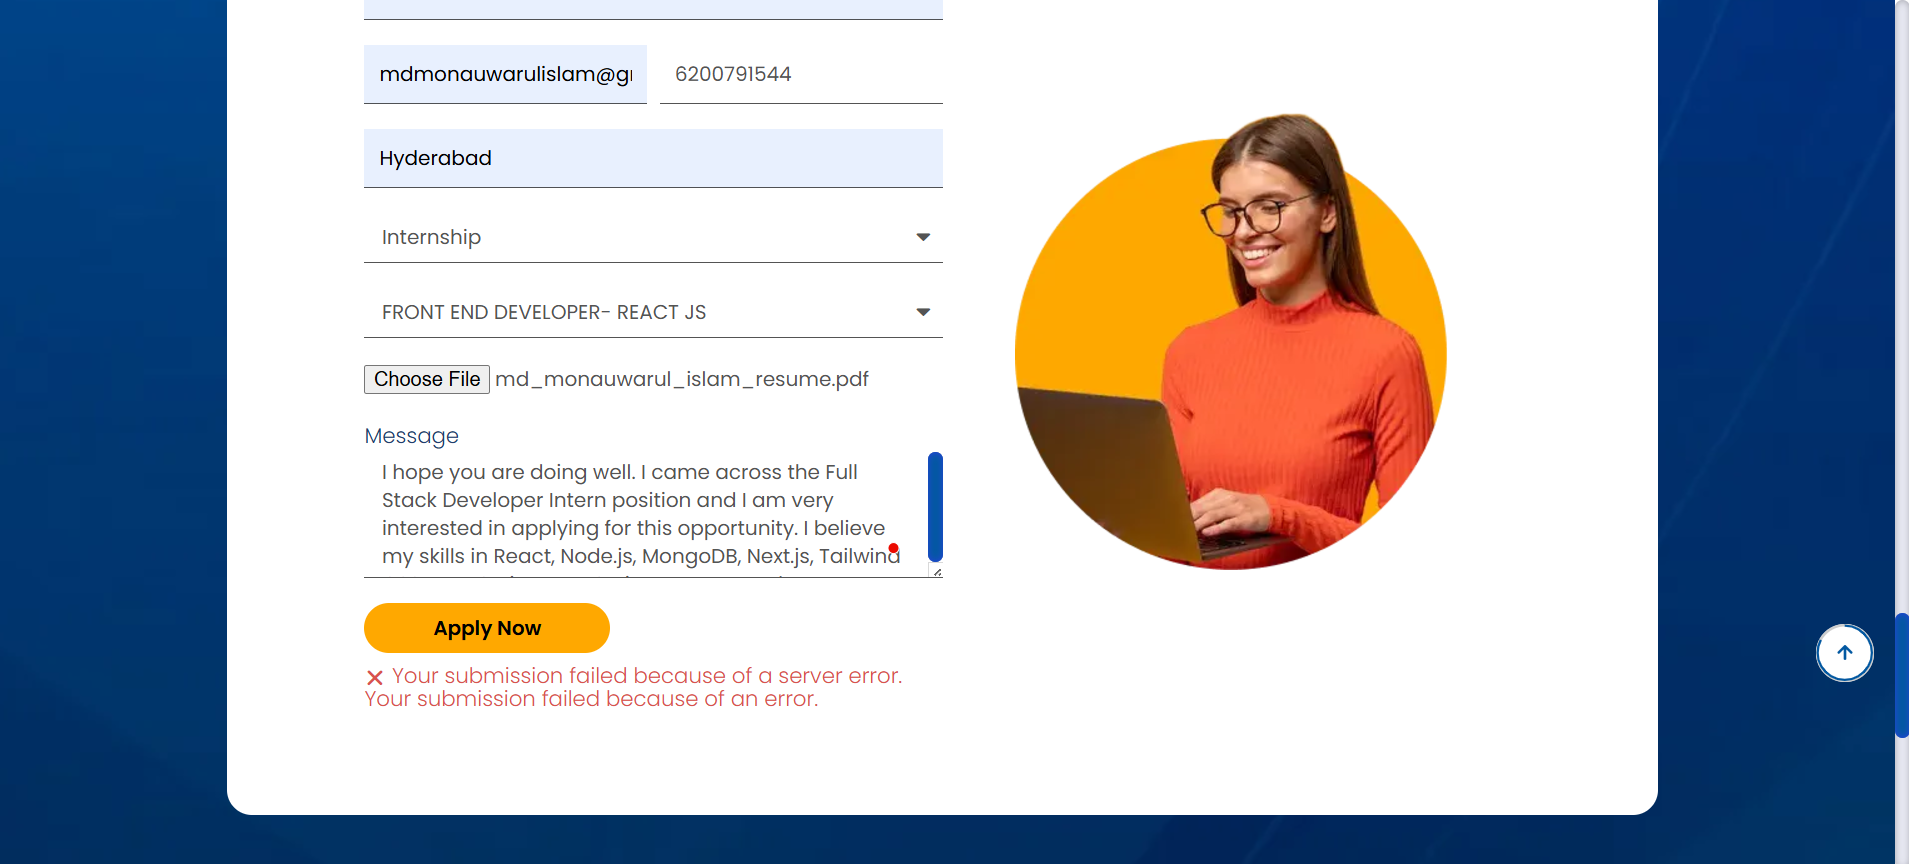 mdmonauwarulislam@g
6200791544
Hyderabad
Internship
FRONT END DEVELOPER- REACT JS
Choose File md_monauwarul_islam_resume.pdf
Message
I hope you are doing well. I came across the Full
Stack Developer Intern position and I am very
interested in applying for this opportunity. I believe
my skills in React, Node.js, MongoDB, Next.js, Tailwind
Apply Now
Your submission failed because of a server error.
Your submission failed because of an error.